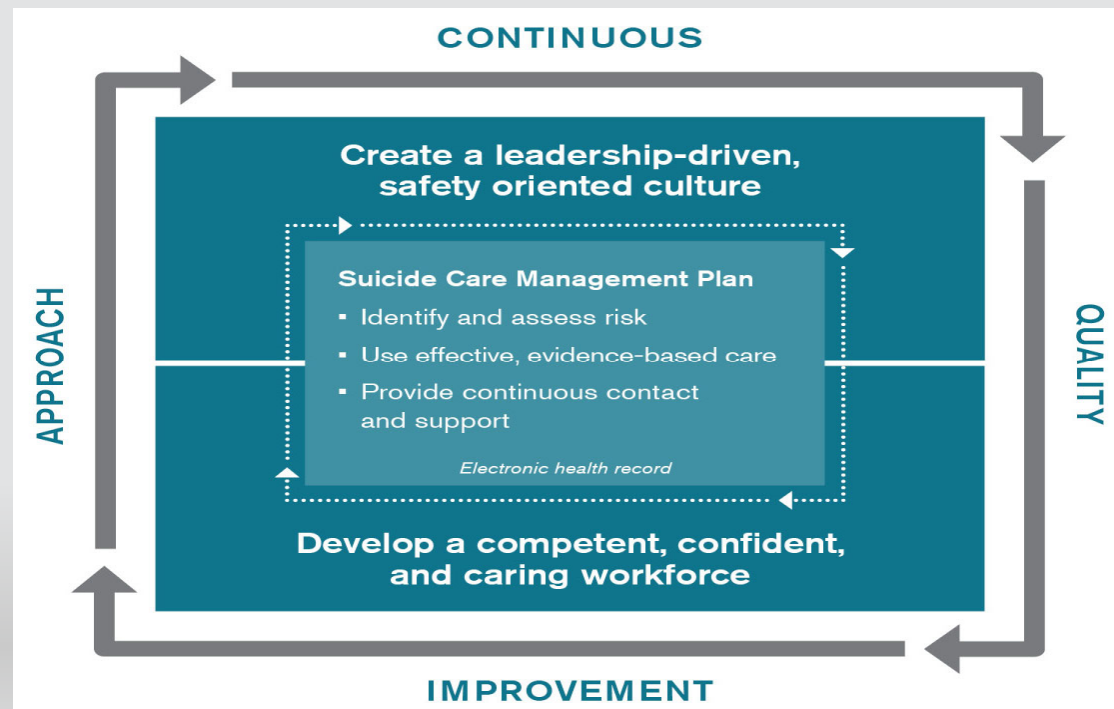 CONTINUOUS
Create a leadership-driven,
safety oriented culture
Suicide Care Management Plan
▪ Identify and assess risk
▪ Use effective, evidence-based care
▪ Provide continuous contact
and support
Electronic health record
Develop a competent, confident,
and caring workforce
QUALITY
IMPROVEMENT
APPROACH